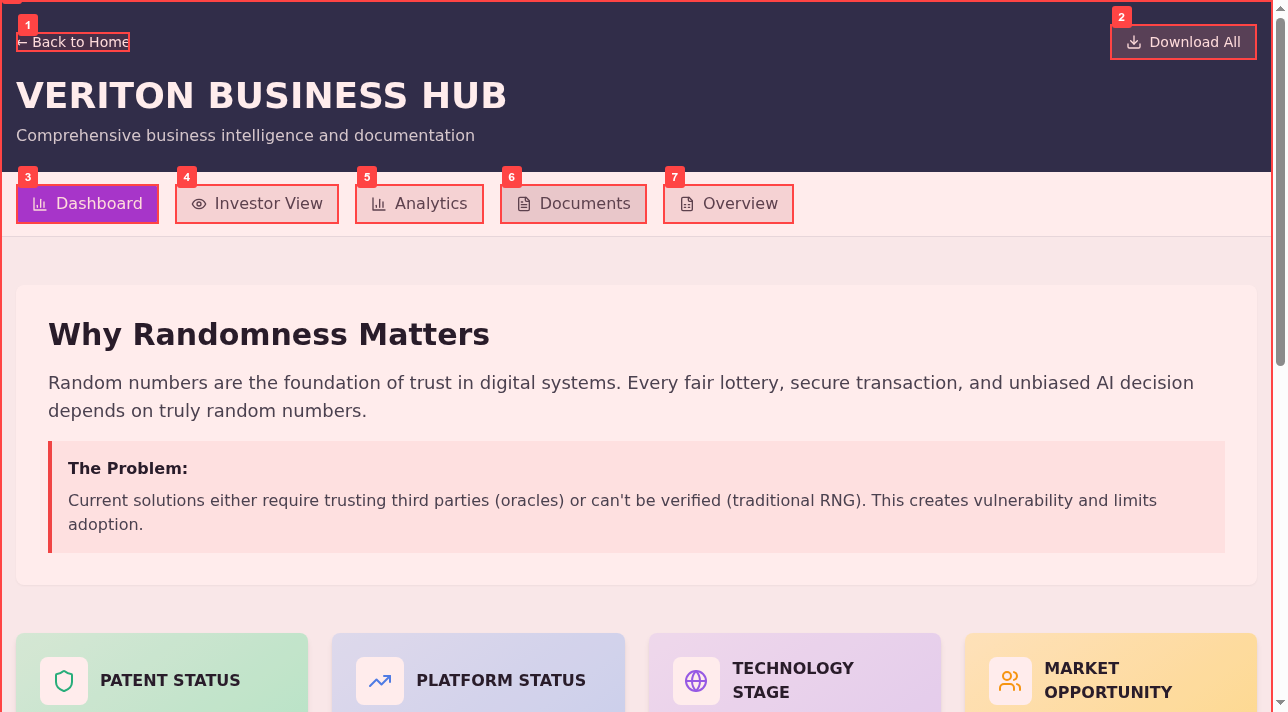 1
← Back to Home
2
Download All
VERITON BUSINESS HUB
Comprehensive business intelligence and documentation
3
Dashboard
4
Investor View
5
Analytics
6
Documents
7
Overview
Why Randomness Matters
Random numbers are the foundation of trust in digital systems. Every fair lottery, secure transaction, and unbiased AI decision
depends on truly random numbers.
The Problem:
Current solutions either require trusting third parties (oracles) or can't be verified (traditional RNG). This creates vulnerability and limits
adoption.
PATENT STATUS
PLATFORM STATUS
TECHNOLOGY
STAGE
MARKET
OPPORTUNITY